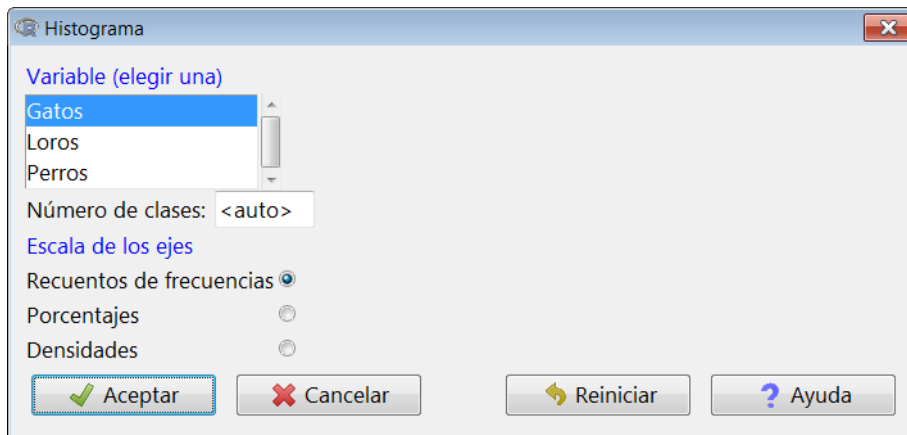 Histograma
Variable (elegir una)
Gatos
Loros
Perros
Número de clases: <auto>
Escala de los ejes
Recuentos de frecuencias
Porcentajes
Densidades
Aceptar Cancelar Reiniciar Ayuda